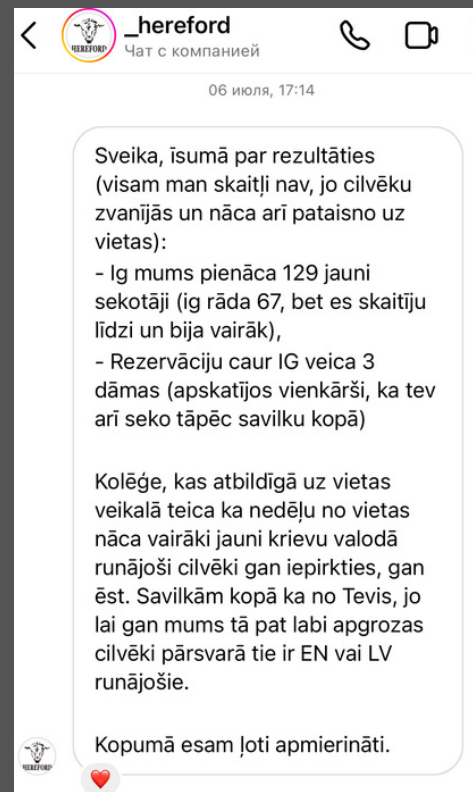 _hereford
Чат с компанией
06 июля, 17:14
Sveika, īsumā par rezultāties
(visam man skaitļi nav, jo cilvēku
zvanījās un nāca arī pataisno uz
vietas):
- Ig mums pienāca 129 jauni
sekotāji (ig rāda 67, bet es skaitīju
līdzi un bija vairāk),
- Rezervāciju caur IG veica 3
dāmas (apskatījos vienkārši, ka tev
arī seko tāpēc savilku kopā)
Kolēģe, kas atbildīgā uz vietas
veikalā teica ka nedēļu no vietas
nāca vairāki jauni krievu valodā
runājoši cilvēki gan iepirkties, gan
ēst. Savilkām kopā ka no Tevis, jo
lai gan mums tā pat labi apgrozas
cilvēki pārsvarā tie ir EN vai LV
runājošie.
Kopumā esam ļoti apmierināti.
HEREFORD
HEREFORD